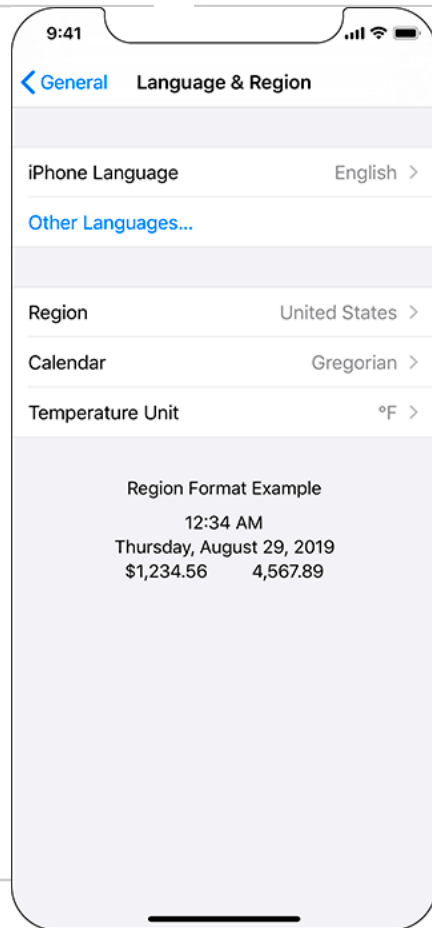 9:41
General Language & Region
iPhone Language English
Other Languages...
Region United States
Calendar Gregorian
Temperature Unit °F
Region Format Example
12:34 AM
Thursday, August 29, 2019
$1,234.56 4,567.89